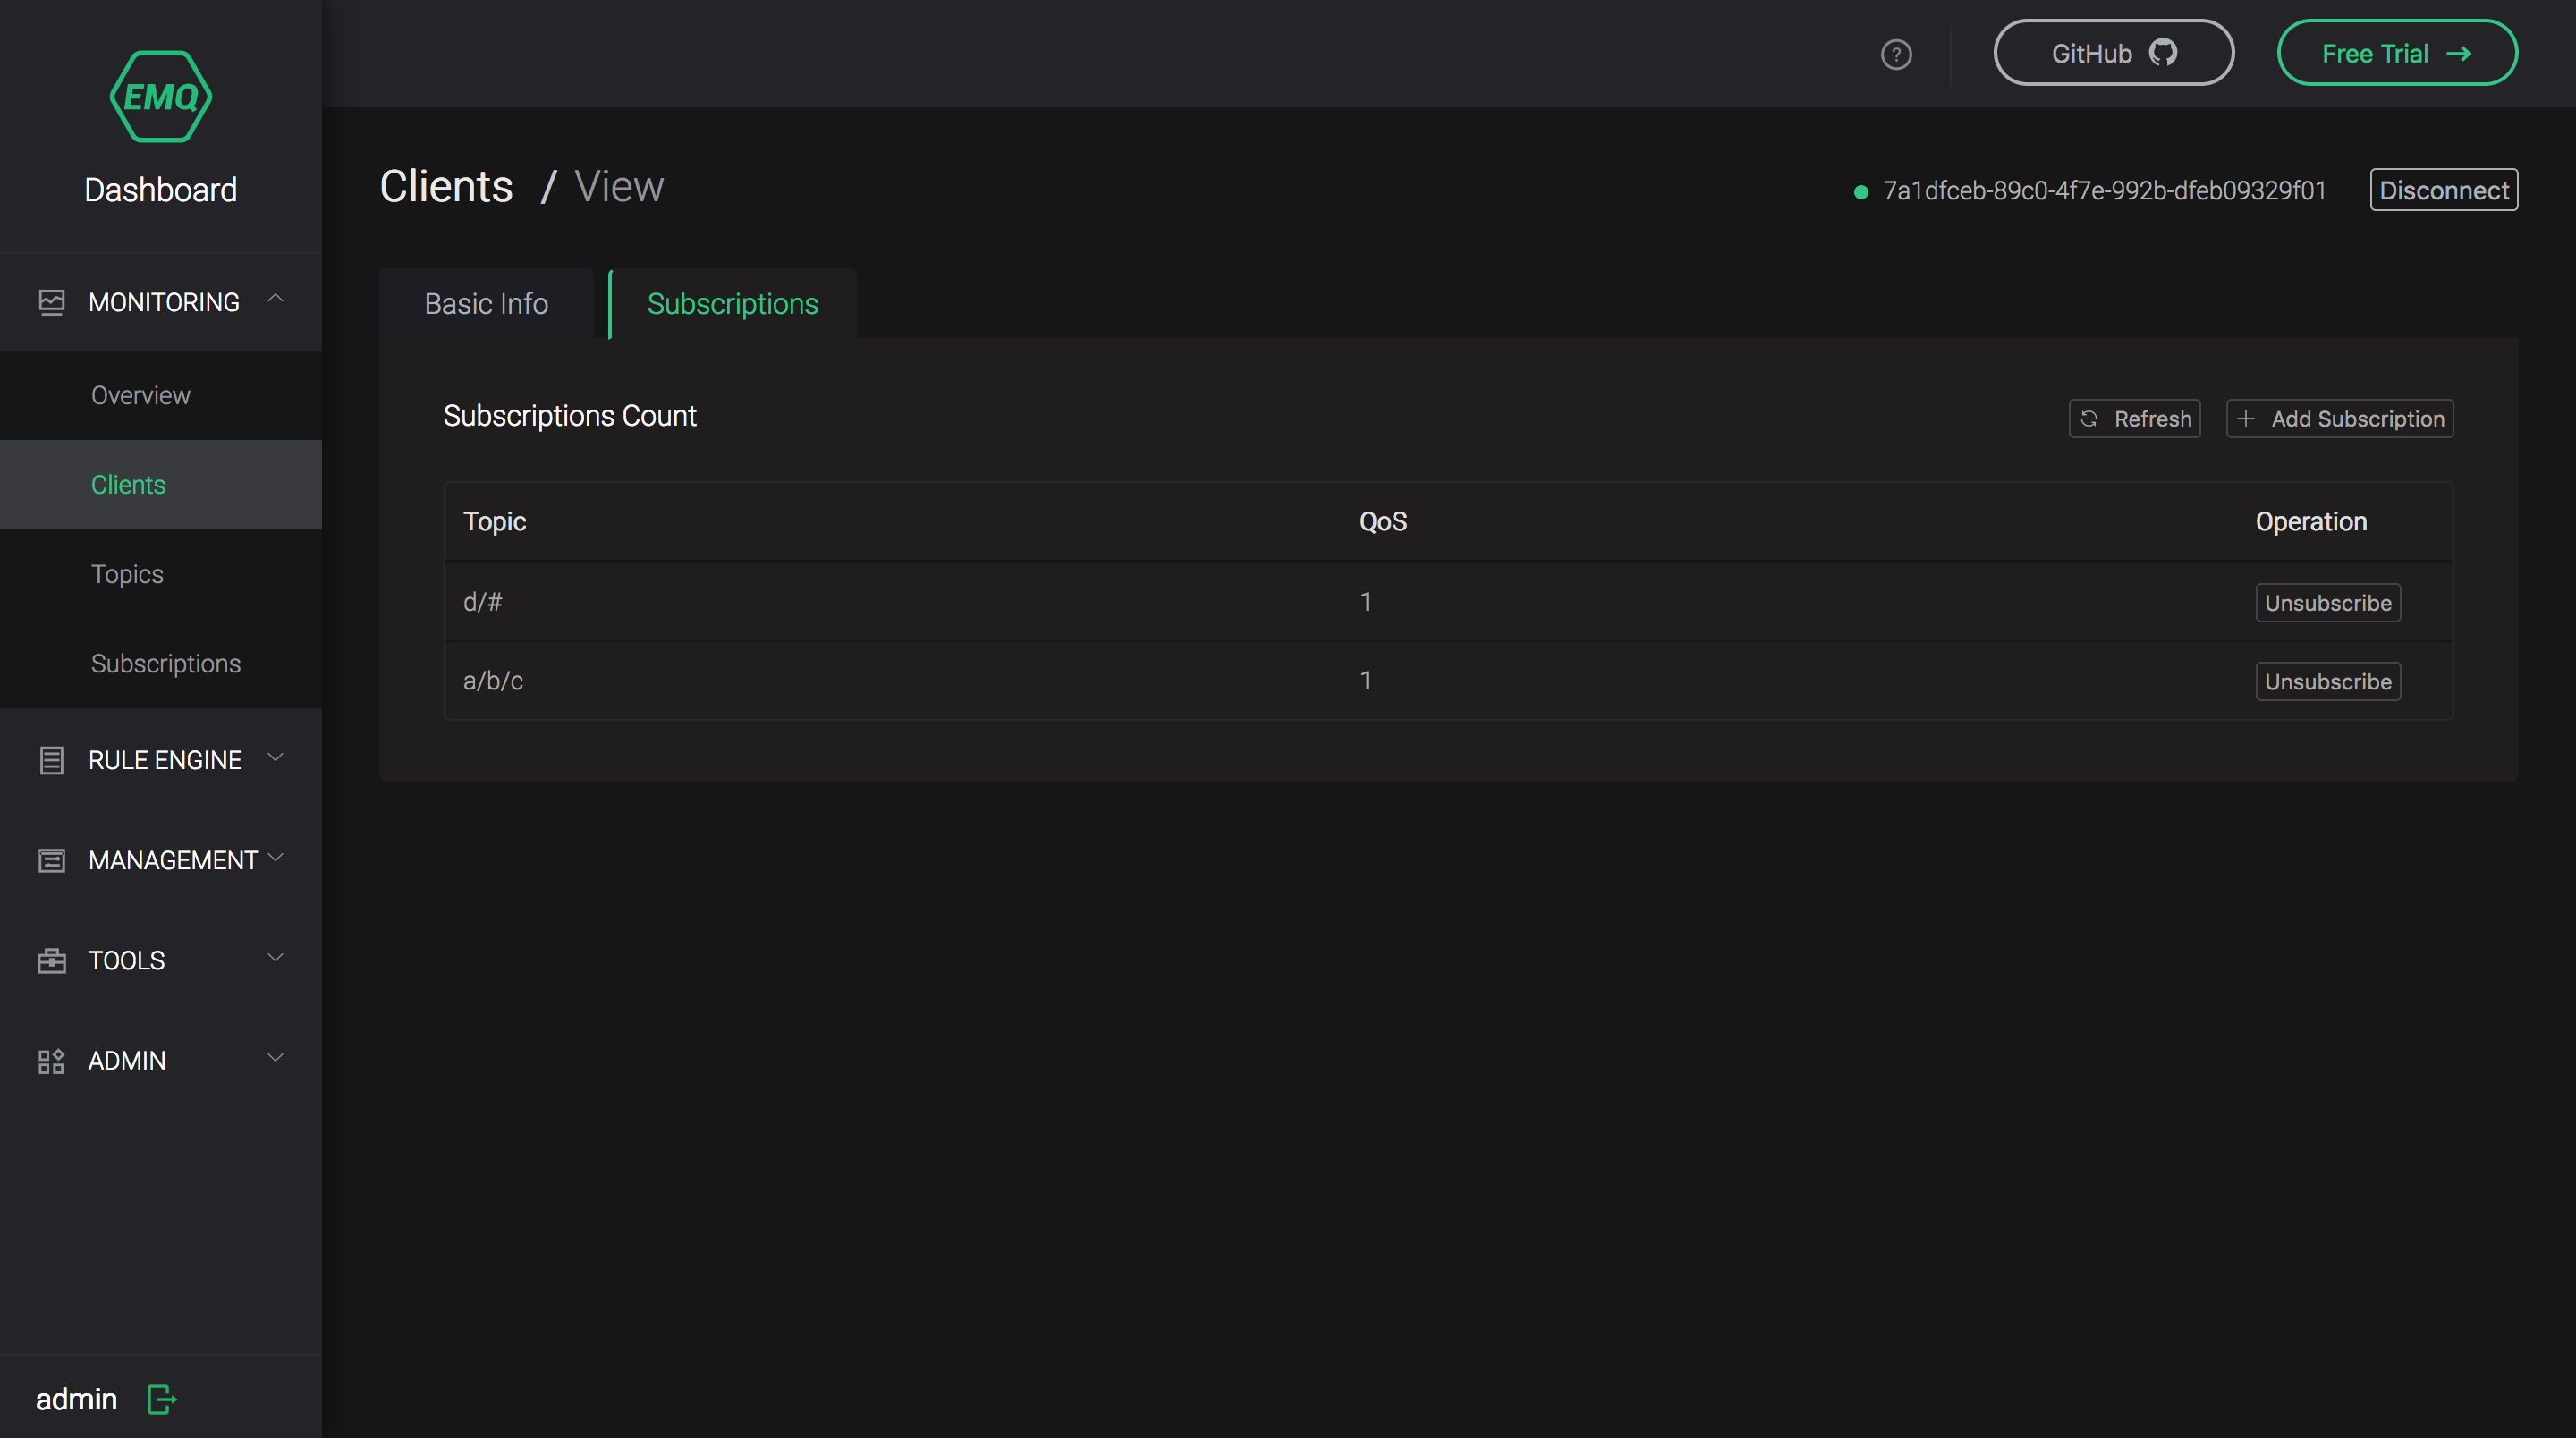 EMQ
Dashboard
MONITORING
Overview
Clients
Topics
Subscriptions
RULE ENGINE
MANAGEMENT
TOOLS
ADMIN
admin
? GitHub Free Trial →
Clients / View
7a1dfceb-89c0-4f7e-992b-dfeb09329f01 Disconnect
Basic Info Subscriptions
Subscriptions Count Refresh + Add Subscription
Topic QoS Operation
d/# 1 Unsubscribe
a/b/c 1 Unsubscribe